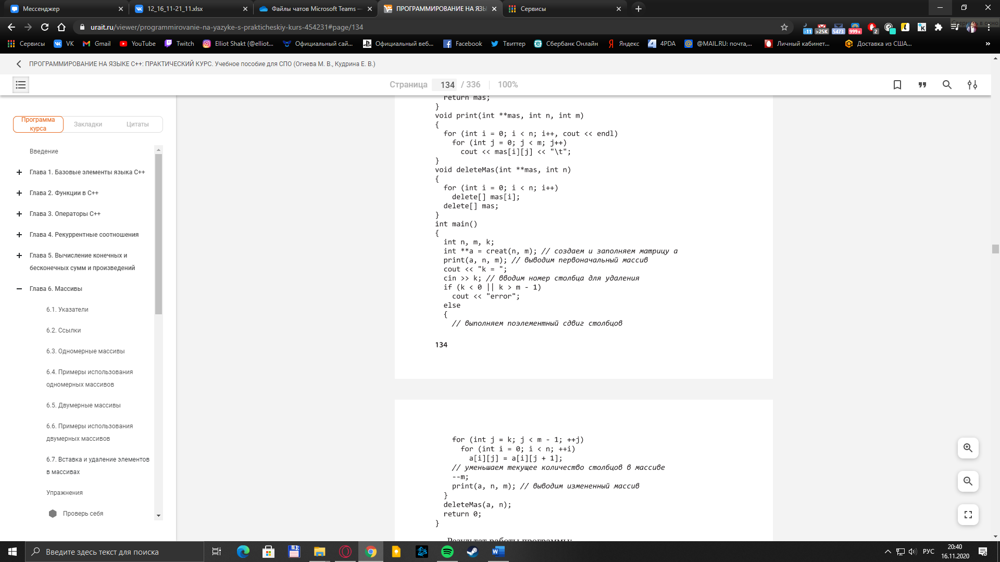 Мессенджер
12_16_11-21_11.xlsx
Файлы чатов Microsoft Teams —
ПРОГРАММИРОВАНИЕ НА ЯЗЫ
Сервисы
urait.ru/viewer/programmirovanie-na-yazyke-s-prakticheskiy-kurs-454231#page/134
-11
>25K
5473
999+
2
Сервисы
VK
Gmail
YouTube
Twitch
Elliot Shakt (@elliot...
Официальный сай...
Официальный веб...
Facebook
Твиттер
Сбербанк Онлайн
Яндекс
4PDA
@MAIL.RU: почта,...
Личный кабинет...
Доставка из США...
»
ПРОГРАММИРОВАНИЕ НА ЯЗЫКЕ С++: ПРАКТИЧЕСКИЙ КУРС. Учебное пособие для СПО (Огнева М. В., Кудрина Е. В.)
Страница 134 / 336 100%
Программа
курса
Закладки
Цитаты
Введение
Глава 1. Базовые элементы языка С++
Глава 2. Функции в С++
Глава 3. Операторы С++
Глава 4. Рекуррентные соотношения
Глава 5. Вычисление конечных и
бесконечных сумм и произведений
Глава 6. Массивы
6.1. Указатели
6.2. Ссылки
6.3. Одномерные массивы
6.4. Примеры использования
одномерных массивов
6.5. Двумерные массивы
6.6. Примеры использования
двумерных массивов
6.7. Вставка и удаление элементов
в массивах
Упражнения
Проверь себя
return mas;
}
void print(int **mas, int n, int m)
{
for (int i = 0; i < n; i++, cout << endl)
for (int j = 0; j < m; j++)
cout << mas[i][j] << "\t";
}
void deleteMas(int **mas, int n)
{
for (int i = 0; i < n; i++)
delete[] mas[i];
delete[] mas;
}
int main()
{
int n, m, k;
int **a = creat(n, m); // создаем и заполняем матрицу a
print(a, n, m); // выводим первоначальный массив
cout << "k = ";
cin >> k; // вводим номер столбца для удаления
if (k < 0 || k > m - 1)
cout << "error";
else
{
// выполняем поэлементный сдвиг столбцов
134
for (int j = k; j < m - 1; ++j)
for (int i = 0; i < n; ++i)
a[i][j] = a[i][j + 1];
// уменьшаем текущее количество столбцов в массиве
--m;
print(a, n, m); // выводим измененный массив
}
deleteMas(a, n);
return 0;
}
Результат работы программы:
Введите здесь текст для поиска
РУС
20:40
16.11.2020